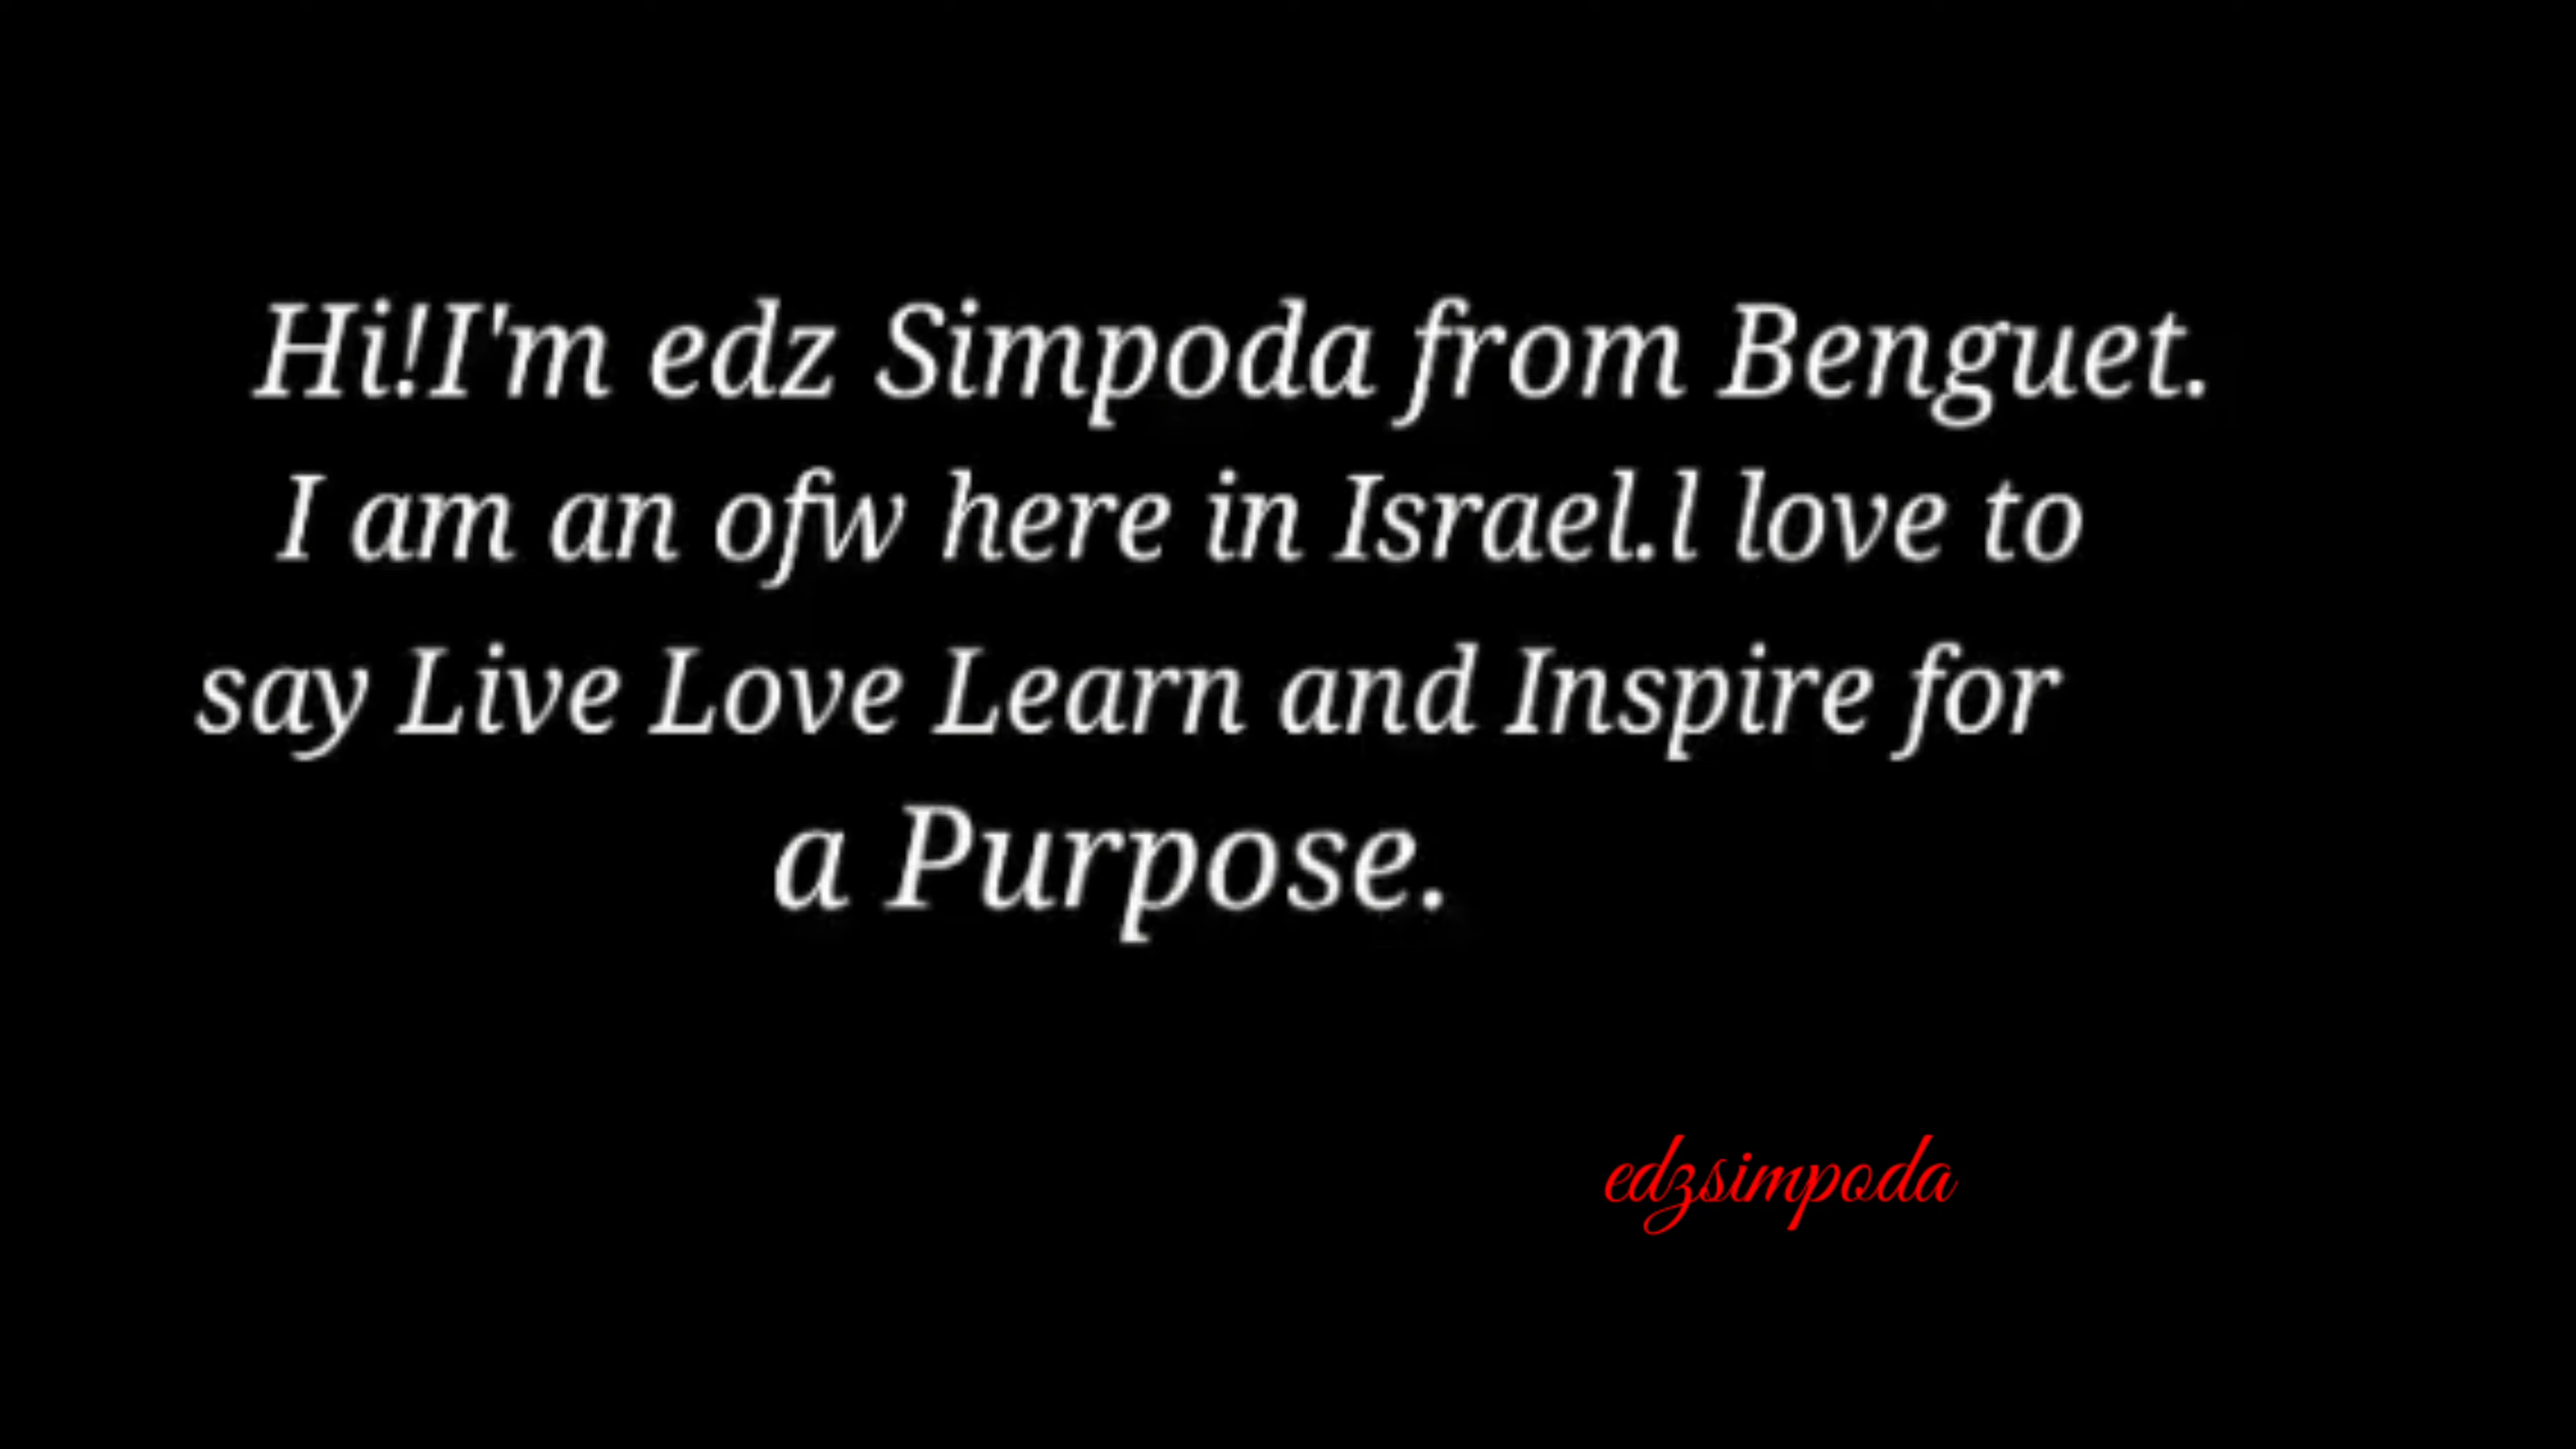 Hi!I'm edz Simpoda from Benguet.
I am an ofw here in Israel.l love to
say Live Love Learn and Inspire for
a Purpose.
edzsimpoda